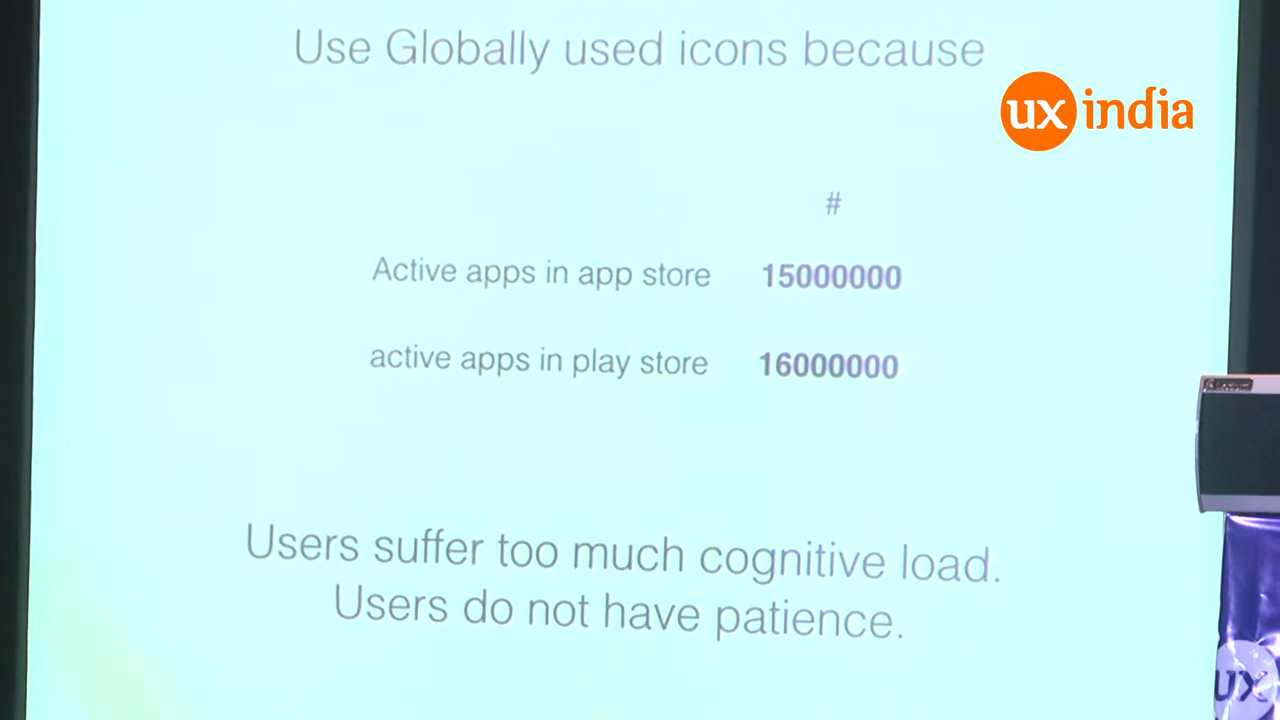 Use Globally used icons because
ux india
#
Active apps in app store 15000000
active apps in play store 16000000
Users suffer too much cognitive load.
Users do not have patience.
UX